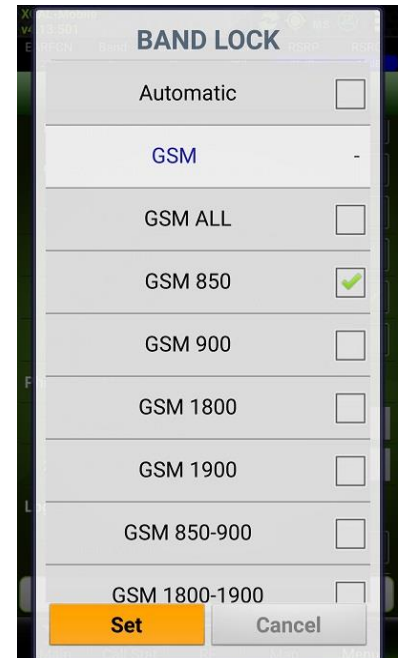 BAND LOCK
Automatic
GSM -
GSM ALL
GSM 850
GSM 900
GSM 1800
GSM 1900
GSM 850-900
GSM 1800-1900
Set Cancel